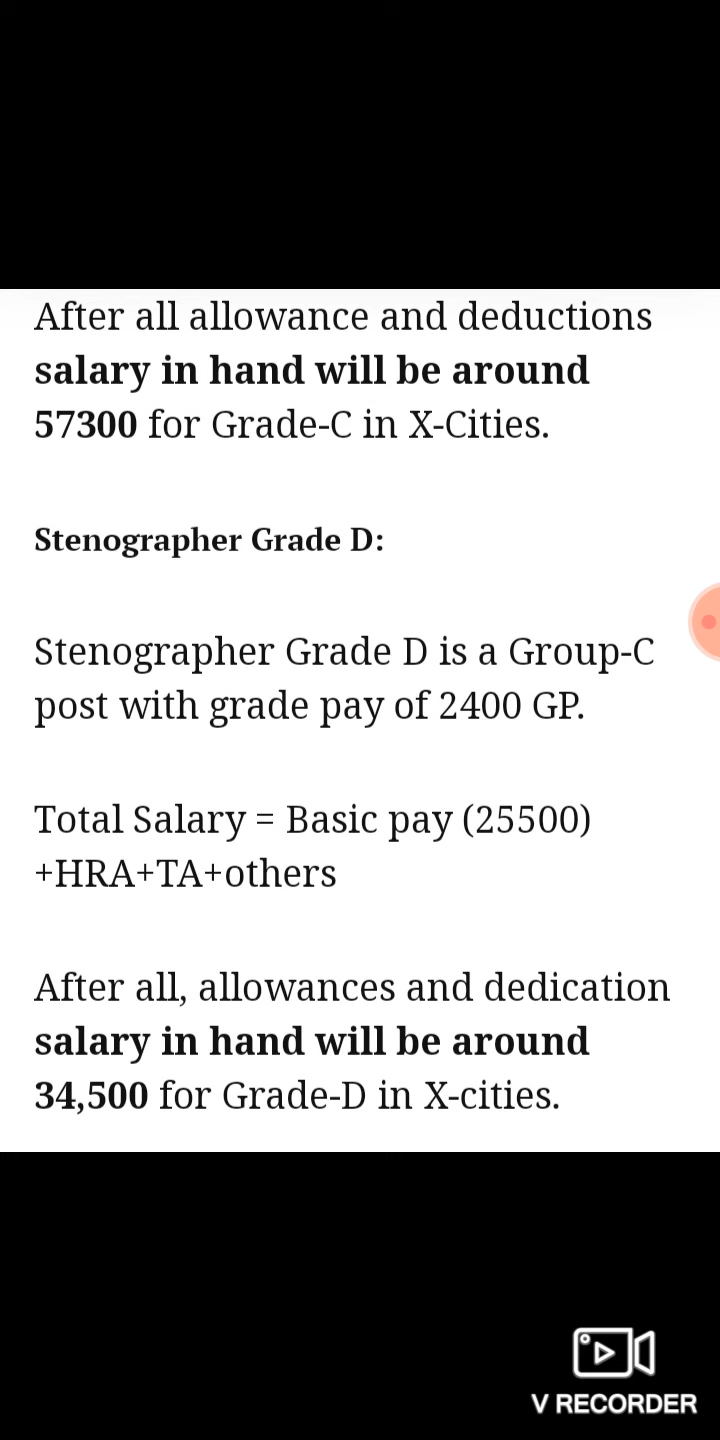 After all allowance and deductions
salary in hand will be around
57300 for Grade-C in X-Cities.
Stenographer Grade D:
Stenographer Grade D is a Group-C
post with grade pay of 2400 GP.
Total Salary = Basic pay (25500)
+HRA+TA+others
After all, allowances and dedication
salary in hand will be around
34,500 for Grade-D in X-cities.
V RECORDER